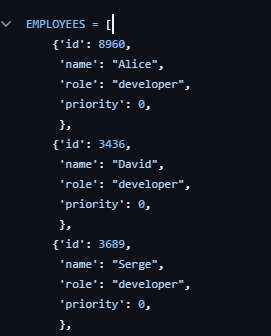 EMPLOYEES = [
{'id': 8960,
'name': "Alice",
'role': "developer",
'priority': 0,
},
{'id': 3436,
'name': "David",
'role': "developer",
'priority': 0,
},
{'id': 3689,
'name': "Serge",
'role': "developer",
'priority': 0,
},